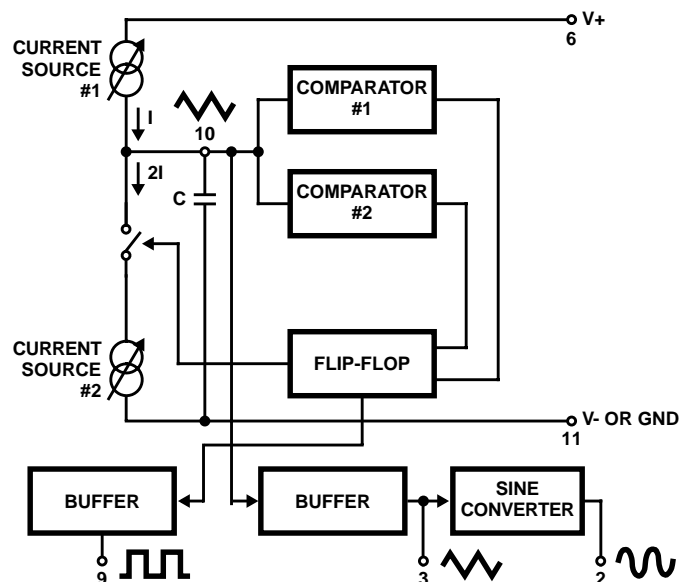 V+
6
CURRENT
SOURCE
#1
I
10
COMPARATOR
#1
2I
C
COMPARATOR
#2
CURRENT
SOURCE
#2
FLIP-FLOP
V- OR GND
11
BUFFER
BUFFER
SINE
CONVERTER
9
3
2